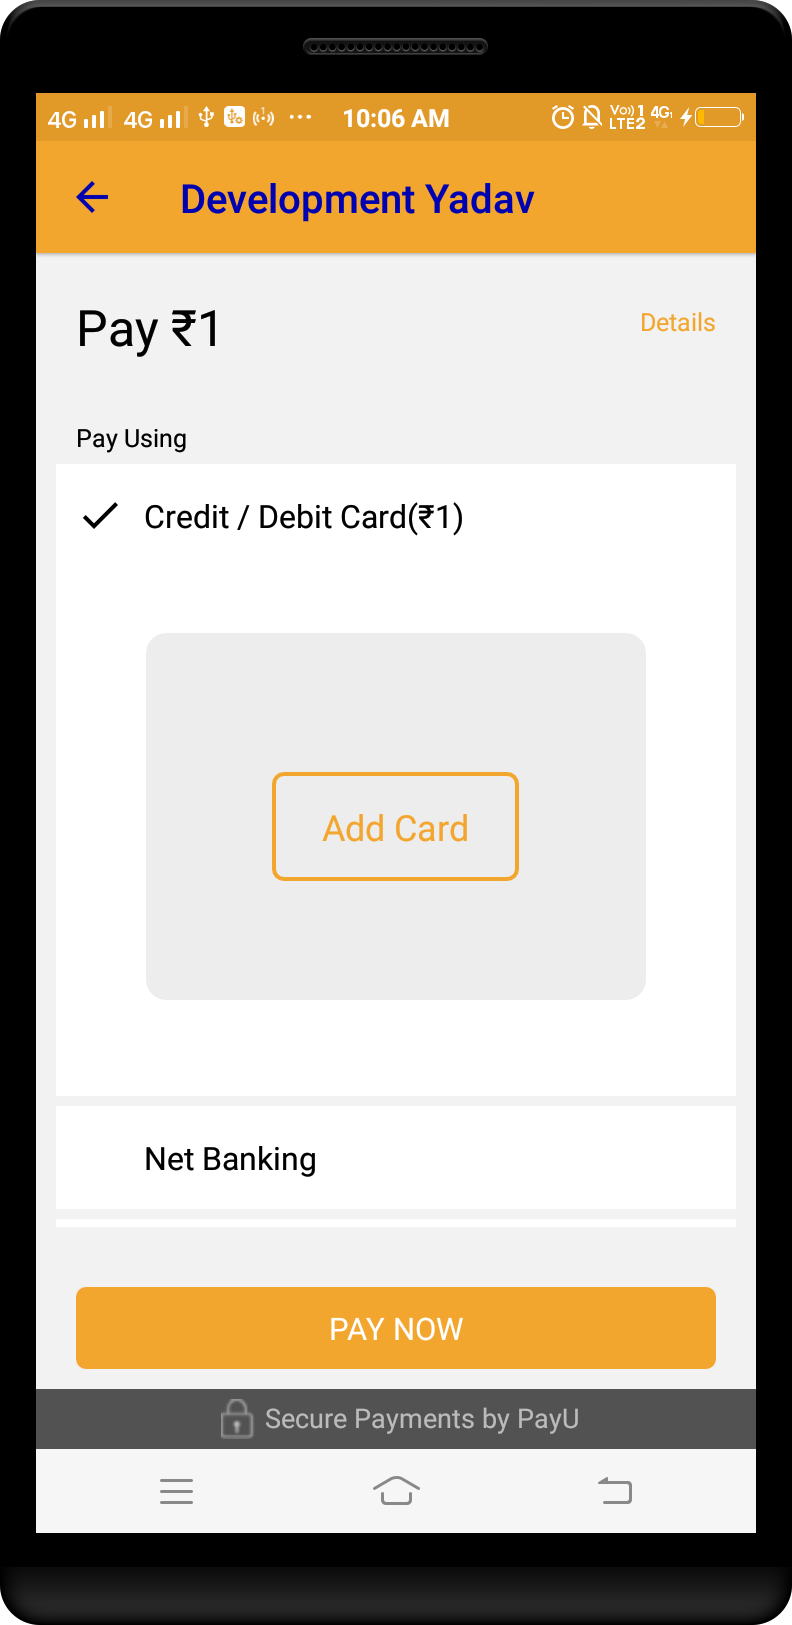 4G 4G 10:06 AM VoD 1 LTE2 4G
Development Yadav
Pay ₹1
Details
Pay Using
Credit / Debit Card(₹1)
Add Card
Net Banking
PAY NOW
Secure Payments by PayU